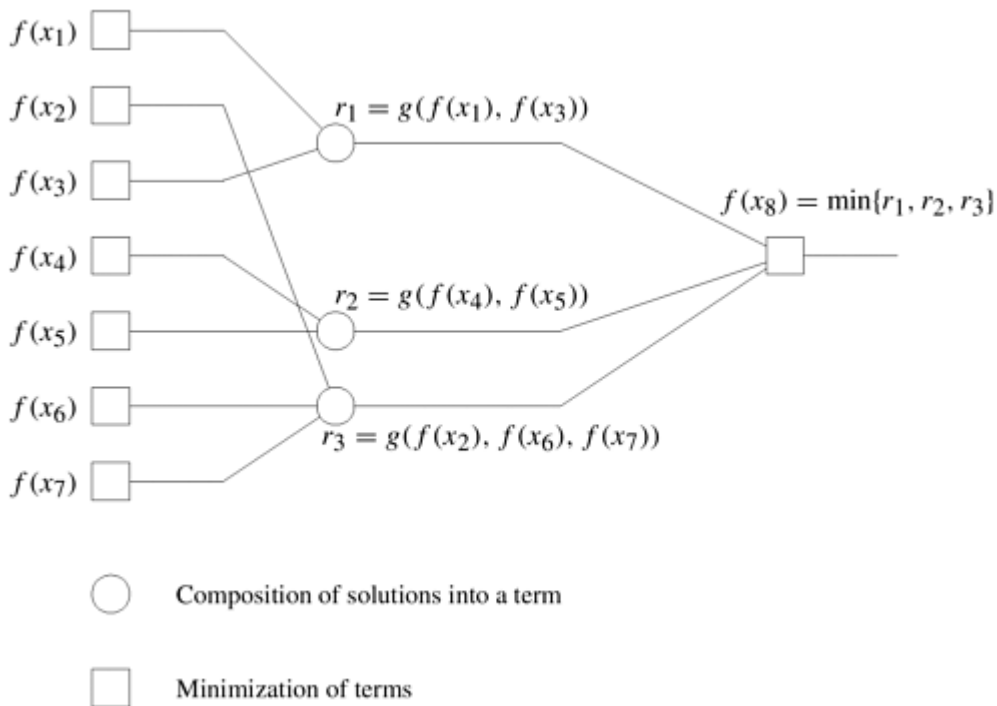 f(x₁)
f(x₂)
r₁ = g(f(x₁), f(x₃))
f(x₃)
f(x₈) = min{r₁, r₂, r₃}
f(x₄)
r₂ = g(f(x₄), f(x₅))
f(x₅)
f(x₆)
r₃ = g(f(x₂), f(x₆), f(x₇))
f(x₇)
Composition of solutions into a term
Minimization of terms